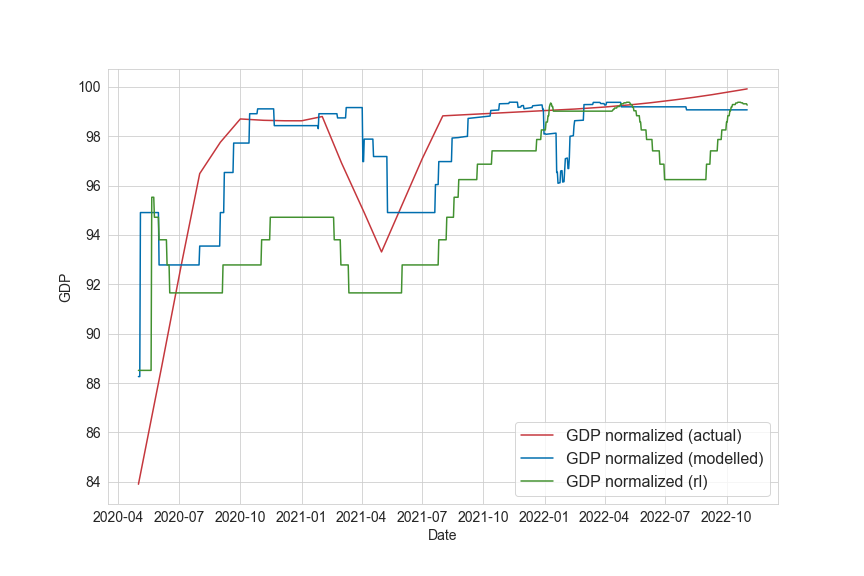 GDP
100
98
96
94
92
90
88
86
84
GDP normalized (actual)
GDP normalized (modelled)
GDP normalized (rl)
2020-04 2020-07 2020-10 2021-01 2021-04 2021-07 2021-10 2022-01 2022-04 2022-07 2022-10
Date